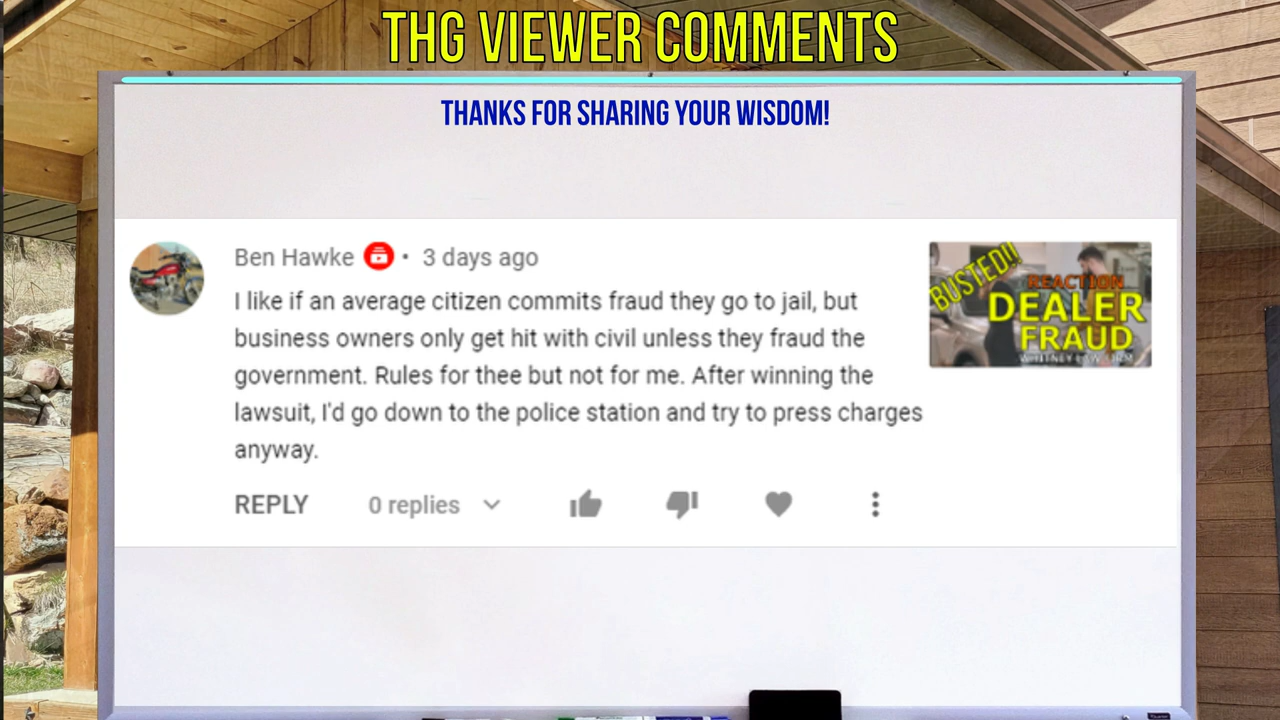 THG VIEWER COMMENTS
THANKS FOR SHARING YOUR WISDOM!
Ben Hawke • 3 days ago
I like if an average citizen commits fraud they go to jail, but
business owners only get hit with civil unless they fraud the
government. Rules for thee but not for me. After winning the
lawsuit, I'd go down to the police station and try to press charges
anyway.
REPLY 0 replies
BUSTED!!
REACTION
DEALER
FRAUD
WHITNEY LAW FIRM